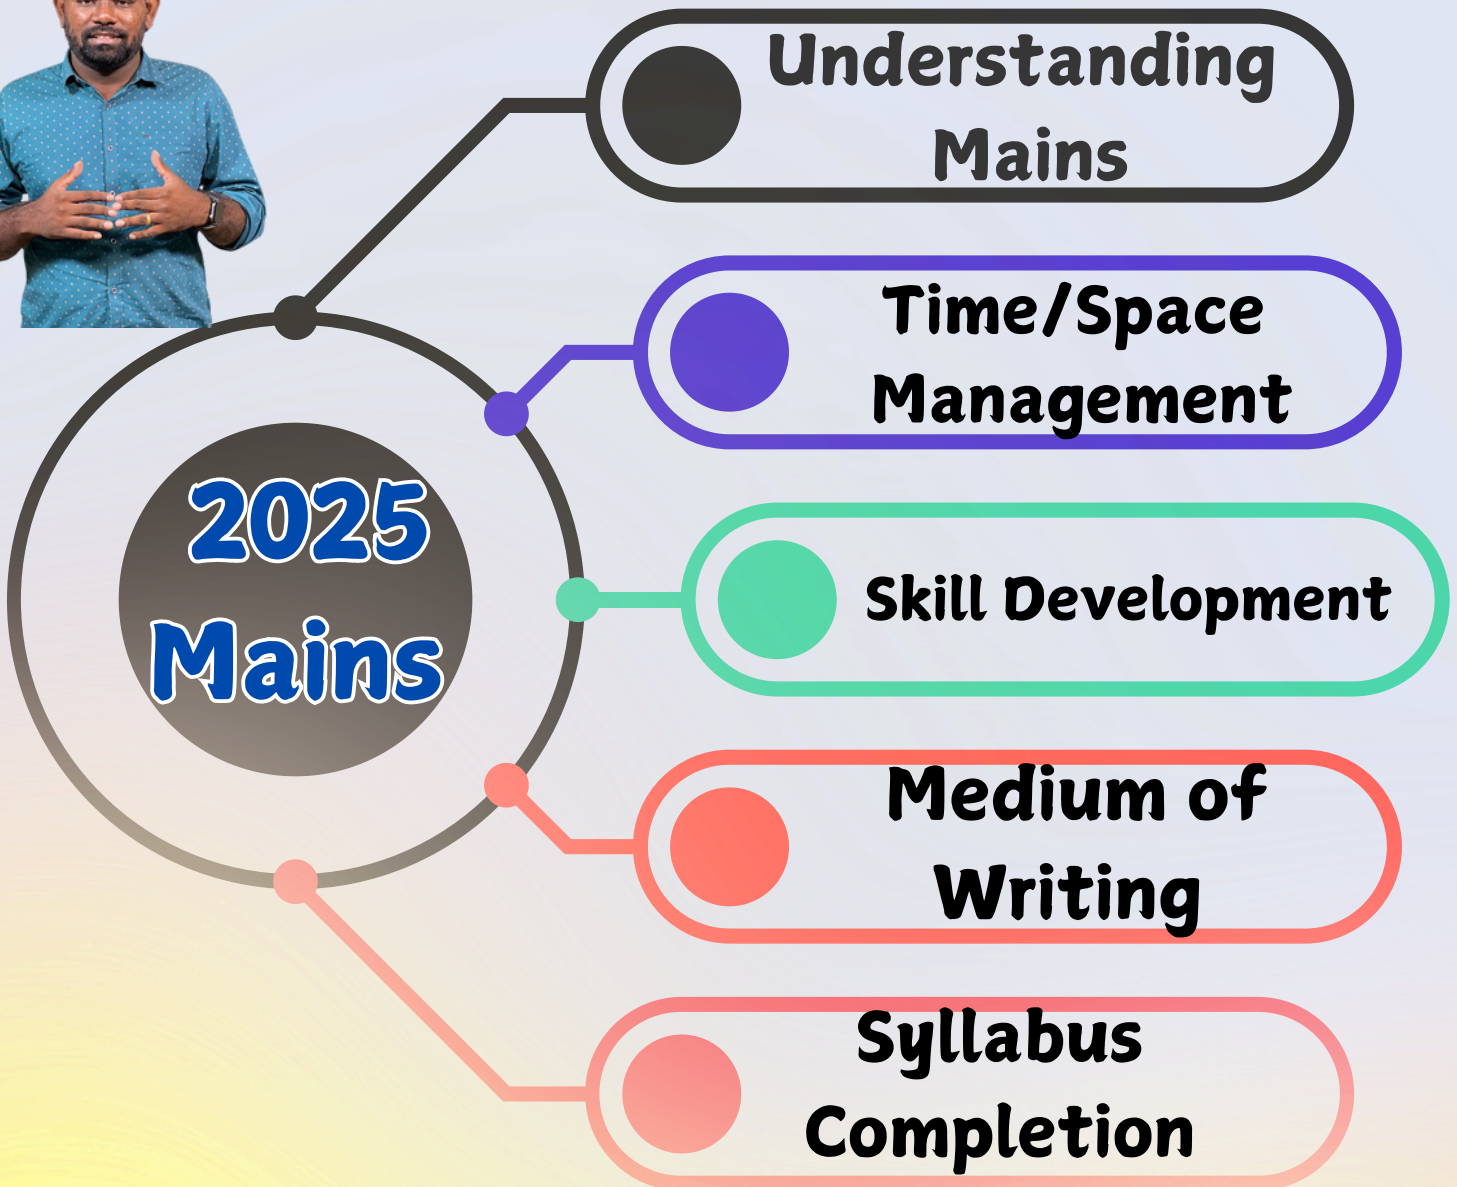 Understanding
Mains
Time/Space
Management
2025
Mains
Skill Development
Medium of
Writing
Syllabus
Completion